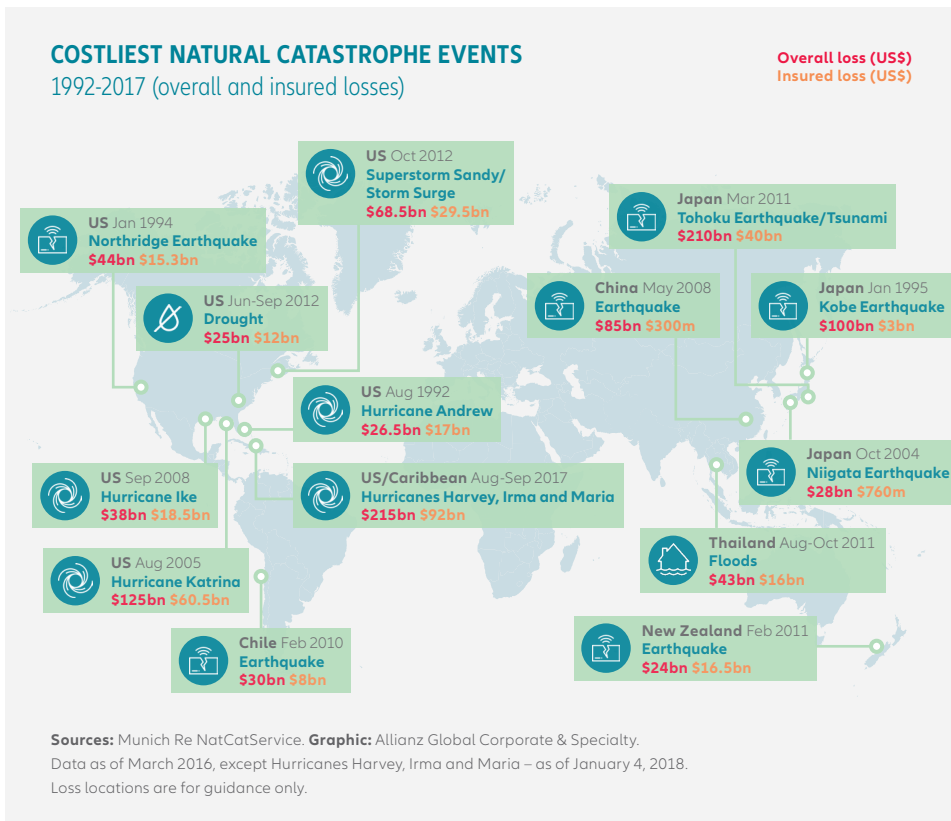 COSTLIEST NATURAL CATASTROPHE EVENTS
1992-2017 (overall and insured losses)
Overall loss (US$)
Insured loss (US$)
US Oct 2012
Superstorm Sandy/
Storm Surge
$68.5bn $29.5bn
Japan Mar 2011
Tohoku Earthquake/Tsunami
$210bn $40bn
US Jan 1994
Northridge Earthquake
$44bn $15.3bn
US Jun-Sep 2012
Drought
$25bn $12bn
China May 2008
Earthquake
$85bn $300m
Japan Jan 1995
Kobe Earthquake
$100bn $3bn
US Aug 1992
Hurricane Andrew
$26.5bn $17bn
US Sep 2008
Hurricane Ike
$38bn $18.5bn
US/Caribbean Aug-Sep 2017
Hurricanes Harvey, Irma and Maria
$215bn $92bn
Japan Oct 2004
Niigata Earthquake
$28bn $760m
US Aug 2005
Hurricane Katrina
$125bn $60.5bn
Thailand Aug-Oct 2011
Floods
$43bn $16bn
Chile Feb 2010
Earthquake
$30bn $8bn
New Zealand Feb 2011
Earthquake
$24bn $16.5bn
Sources: Munich Re NatCatService. Graphic: Allianz Global Corporate & Specialty.
Data as of March 2016, except Hurricanes Harvey, Irma and Maria – as of January 4, 2018.
Loss locations are for guidance only.